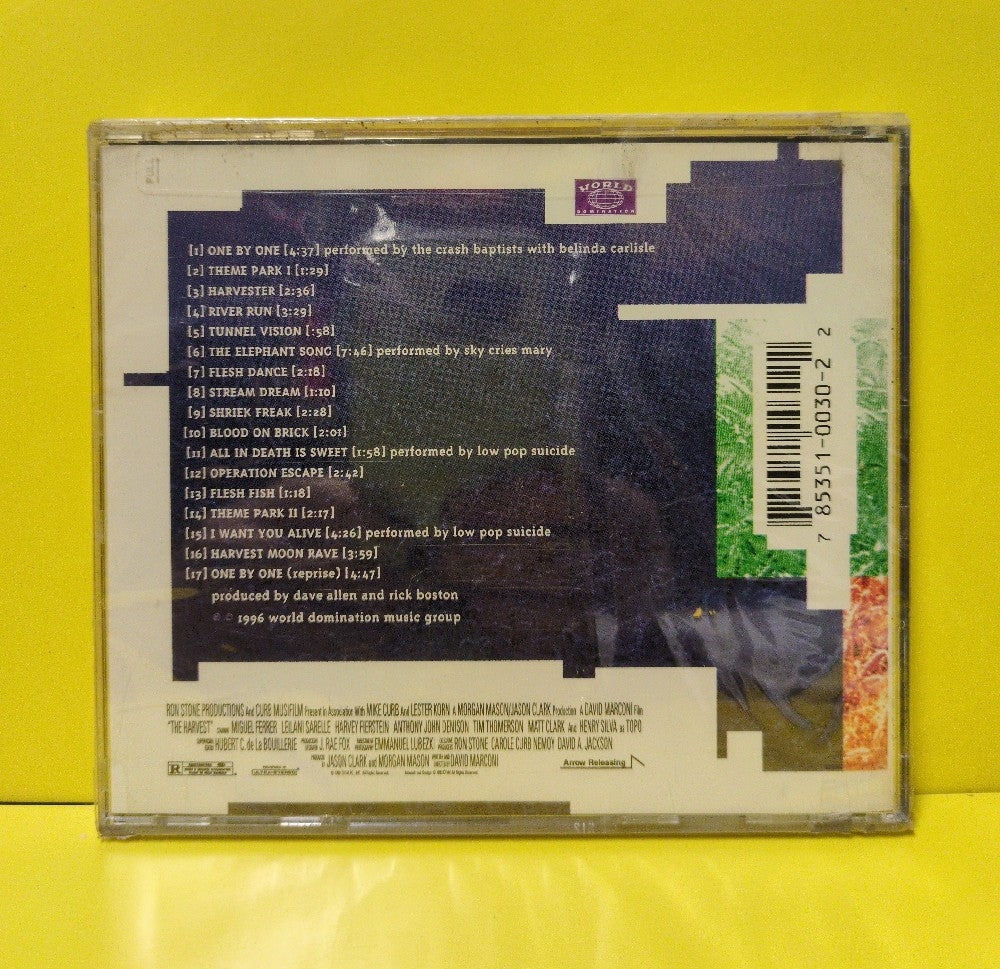 PULL
WORLD
DOMINATION
[1] ONE BY ONE [4:37] performed by the crash baptists with belinda carlisle
[2] THEME PARK I [1:29]
[3] HARVESTER [2:36]
[4] RIVER RUN [3:29]
[5] TUNNEL VISION [:58]
[6] THE ELEPHANT SONG [7:46] performed by sky cries mary
[7] FLESH DANCE [2:18]
[8] STREAM DREAM [1:10]
[9] SHRIEK FREAK [2:28]
[10] BLOOD ON BRICK [2:01]
[11] ALL IN DEATH IS SWEET [1:58] performed by low pop suicide
[12] OPERATION ESCAPE [2:42]
[13] FLESH FISH [1:18]
[14] THEME PARK II [2:17]
[15] I WANT YOU ALIVE [4:26] performed by low pop suicide
[16] HARVEST MOON RAVE [3:59]
[17] ONE BY ONE (reprise) [4:47]
produced by dave allen and rick boston
℗ © 1996 world domination music group
7 85351-0030-2 2
RON STONE PRODUCTIONS And CURB MUSIFILM Present in Association With MIKE CURB And LESTER KORN A MORGAN MASON/JASON CLARK Production A DAVID MARCONI Film
"THE HARVEST" MIGUEL FERRER LEILANI SARELLE HARVEY FIERSTEIN ANTHONY JOHN DENISON TIM THOMERSON MATT CLARK And HENRY SILVA as TOPO
HUBERT C. de La BOUILLERIE J. RAE FOX EMMANUEL LUBEZKI RON STONE CAROLE CURB NEMOY DAVID A. JACKSON
JASON CLARK and MORGAN MASON DAVID MARCONI
R ULTRA-STEREO Arrow Releasing